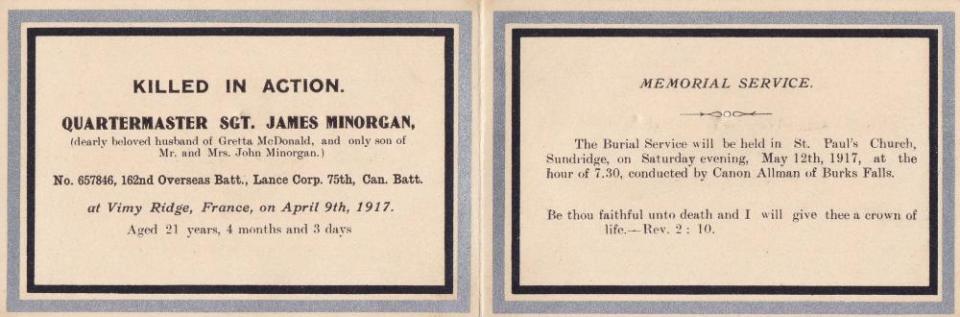 KILLED IN ACTION.
QUARTERMASTER SGT. JAMES MINORGAN,
(dearly beloved husband of Gretta McDonald, and only son of
Mr. and Mrs. John Minorgan.)
No. 657846, 162nd Overseas Batt., Lance Corp. 75th, Can. Batt.
at Vimy Ridge, France, on April 9th, 1917.
Aged 21 years, 4 months and 3 days
MEMORIAL SERVICE.
The Burial Service will be held in St. Paul's Church,
Sundridge, on Saturday evening, May 12th, 1917, at the
hour of 7.30, conducted by Canon Allman of Burks Falls.
Be thou faithful unto death and I will give thee a crown of
life.—Rev. 2 : 10.